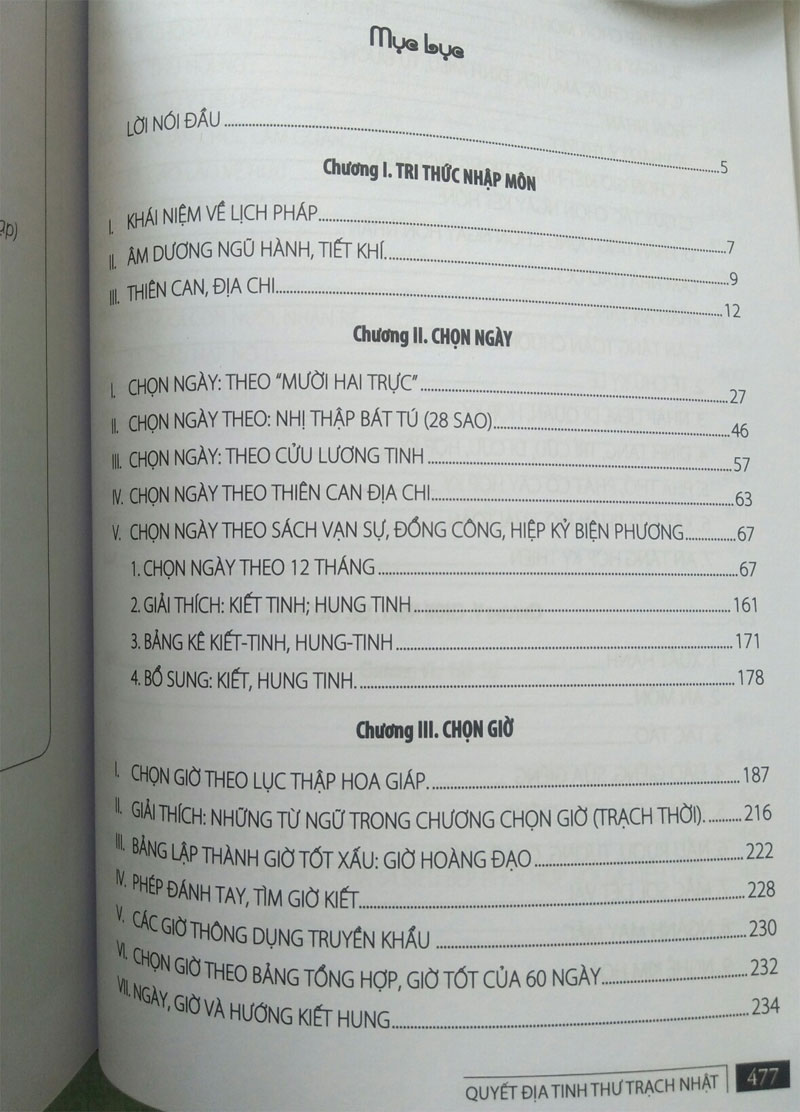 Mục lục
LỜI NÓI ĐẦU ........ 5
Chương I. TRI THỨC NHẬP MÔN
I. KHÁI NIỆM VỀ LỊCH PHÁP ........ 7
II. ÂM DƯƠNG NGŨ HÀNH, TIẾT KHÍ. ........ 9
III. THIÊN CAN, ĐỊA CHI ........ 12
Chương II. CHỌN NGÀY
I. CHỌN NGÀY: THEO "MƯỜI HAI TRỰC" ........ 27
II. CHỌN NGÀY THEO: NHỊ THẬP BÁT TÚ (28 SAO) ........ 46
III. CHỌN NGÀY: THEO CỬU LƯƠNG TINH ........ 57
IV. CHỌN NGÀY THEO THIÊN CAN ĐỊA CHI ........ 63
V. CHỌN NGÀY THEO SÁCH VẠN SỰ, ĐỔNG CÔNG, HIỆP KỶ BIỆN PHƯƠNG ........ 67
1. CHỌN NGÀY THEO 12 THÁNG ........ 67
2. GIẢI THÍCH: KIẾT TINH; HUNG TINH ........ 161
3. BẢNG KÊ KIẾT-TINH, HUNG-TINH ........ 171
4. BỔ SUNG: KIẾT, HUNG TINH. ........ 178
Chương III. CHỌN GIỜ
I. CHỌN GIỜ THEO LỤC THẬP HOA GIÁP. ........ 187
II. GIẢI THÍCH: NHỮNG TỪ NGỮ TRONG CHƯƠNG CHỌN GIỜ (TRẠCH THỜI). ........ 216
III. BẢNG LẬP THÀNH GIỜ TỐT XẤU: GIỜ HOÀNG ĐẠO ........ 222
IV. PHÉP ĐÁNH TAY, TÌM GIỜ KIẾT ........ 228
V. CÁC GIỜ THÔNG DỤNG TRUYỀN KHẨU ........ 230
VI. CHỌN GIỜ THEO BẢNG TỔNG HỢP, GIỜ TỐT CỦA 60 NGÀY ........ 232
VII. NGÀY, GIỜ VÀ HƯỚNG KIẾT HUNG ........ 234
QUYẾT ĐỊA TINH THƯ TRẠCH NHẬT 477